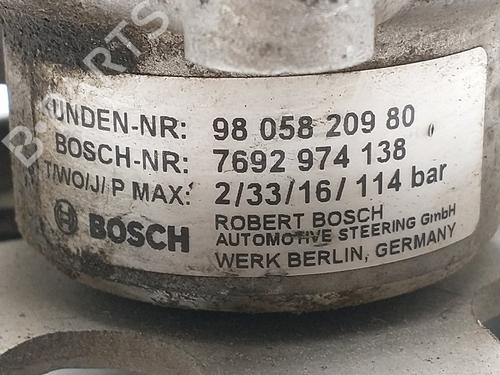 KUNDEN-NR: 98 058 209 80
BOSCH-NR: 7692 974 138
T/WO/J/ P MAX: 2/33/16/ 114 bar
BOSCH
ROBERT BOSCH
AUTOMOTIVE STEERING GmbH
WERK BERLIN, GERMANY